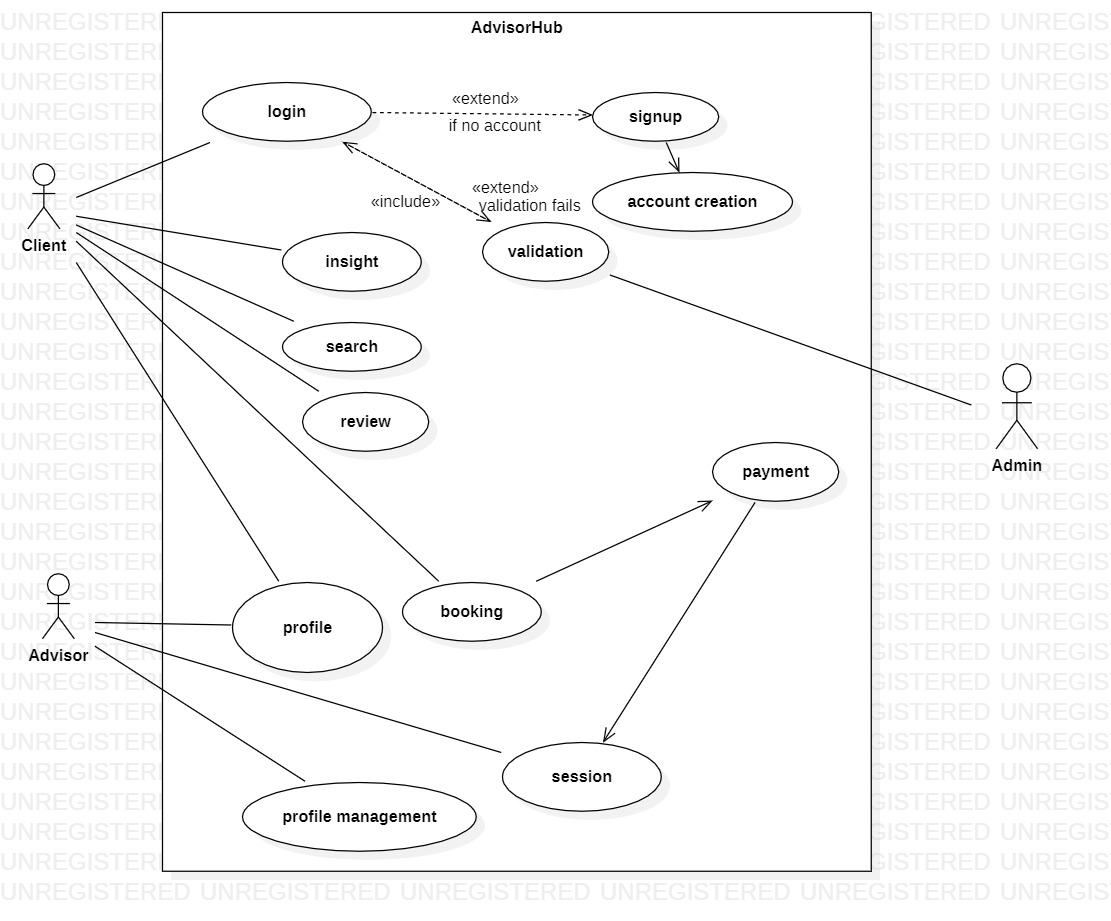 AdvisorHub
login
«extend»
if no account
signup
account creation
«include»
«extend»
validation fails
validation
Client
insight
search
review
Admin
payment
Advisor
profile
booking
session
profile management
UNREGISTERED UNREGISTERED UNREGISTERED UNREGISTERED UNREGISTERED UNREGIS